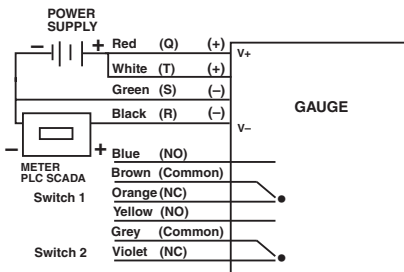 POWER
SUPPLY
− + Red (Q) (+) V+
White (T) (+)
Green (S) (−)
Black (R) (−) V−
GAUGE
− +
METER
PLC SCADA
Blue (NO)
Brown (Common)
Switch 1 Orange (NC)
Yellow (NO)
Grey (Common)
Switch 2 Violet (NC)